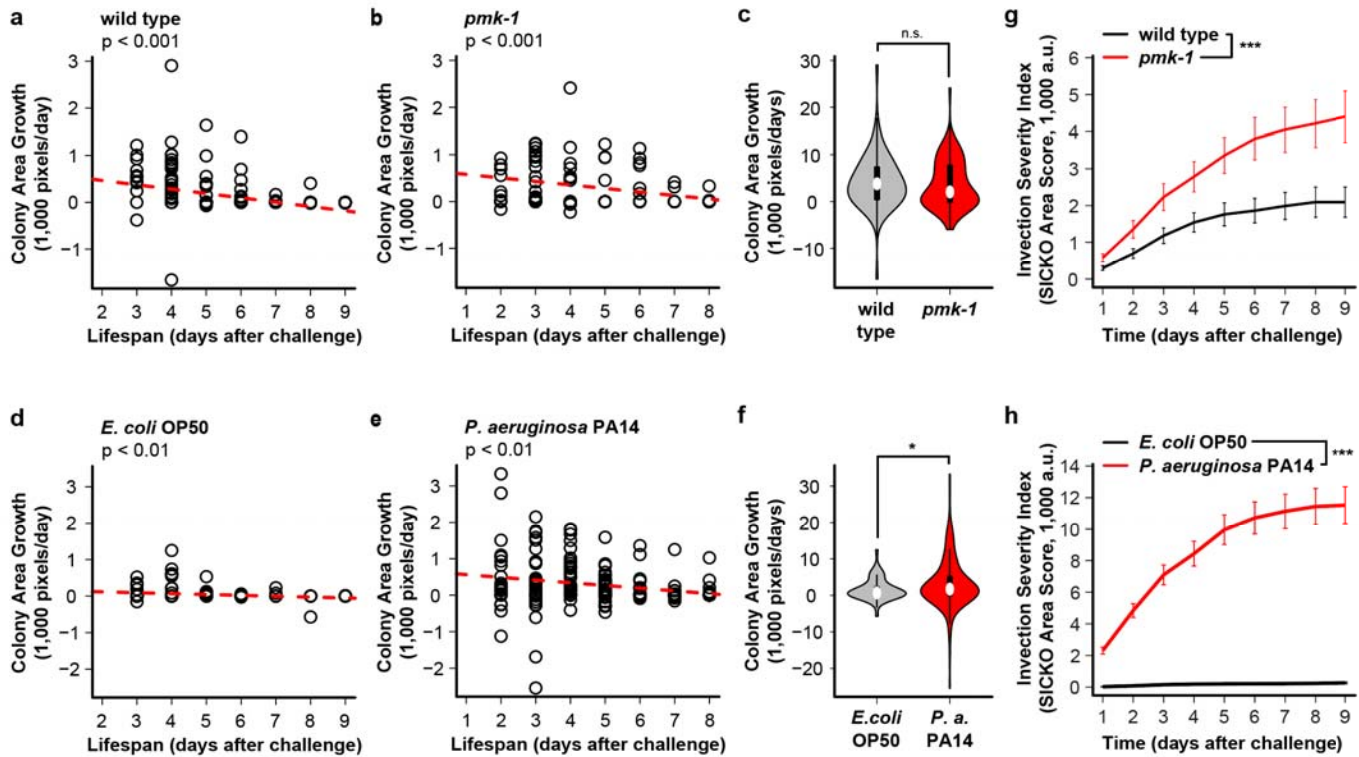 a
wild type
p < 0.001
Colony Area Growth
(1,000 pixels/day)
3
2
1
0
−1
2 3 4 5 6 7 8 9
Lifespan (days after challenge)
b
pmk-1
p < 0.001
Colony Area Growth
(1,000 pixels/day)
3
2
1
0
−1
1 2 3 4 5 6 7 8
Lifespan (days after challenge)
c
n.s.
Colony Area Growth
(1,000 pixels/days)
30
20
10
0
−10
wild
type
pmk-1
g
wild type
pmk-1
***
Invection Severity Index
(SICKO Area Score, 1,000 a.u.)
6
5
4
3
2
1
0
1 2 3 4 5 6 7 8 9
Time (days after challenge)
d
E. coli OP50
p < 0.01
Colony Area Growth
(1,000 pixels/day)
3
2
1
0
−1
−2
2 3 4 5 6 7 8 9
Lifespan (days after challenge)
e
P. aeruginosa PA14
p < 0.01
Colony Area Growth
(1,000 pixels/day)
3
2
1
0
−1
−2
1 2 3 4 5 6 7 8
Lifespan (days after challenge)
f
*
Colony Area Growth
(1,000 pixels/days)
30
20
10
0
−10
−20
E.coli
OP50
P. a.
PA14
h
E. coli OP50
P. aeruginosa PA14
***
Invection Severity Index
(SICKO Area Score, 1,000 a.u.)
14
12
10
8
6
4
2
0
1 2 3 4 5 6 7 8 9
Time (days after challenge)